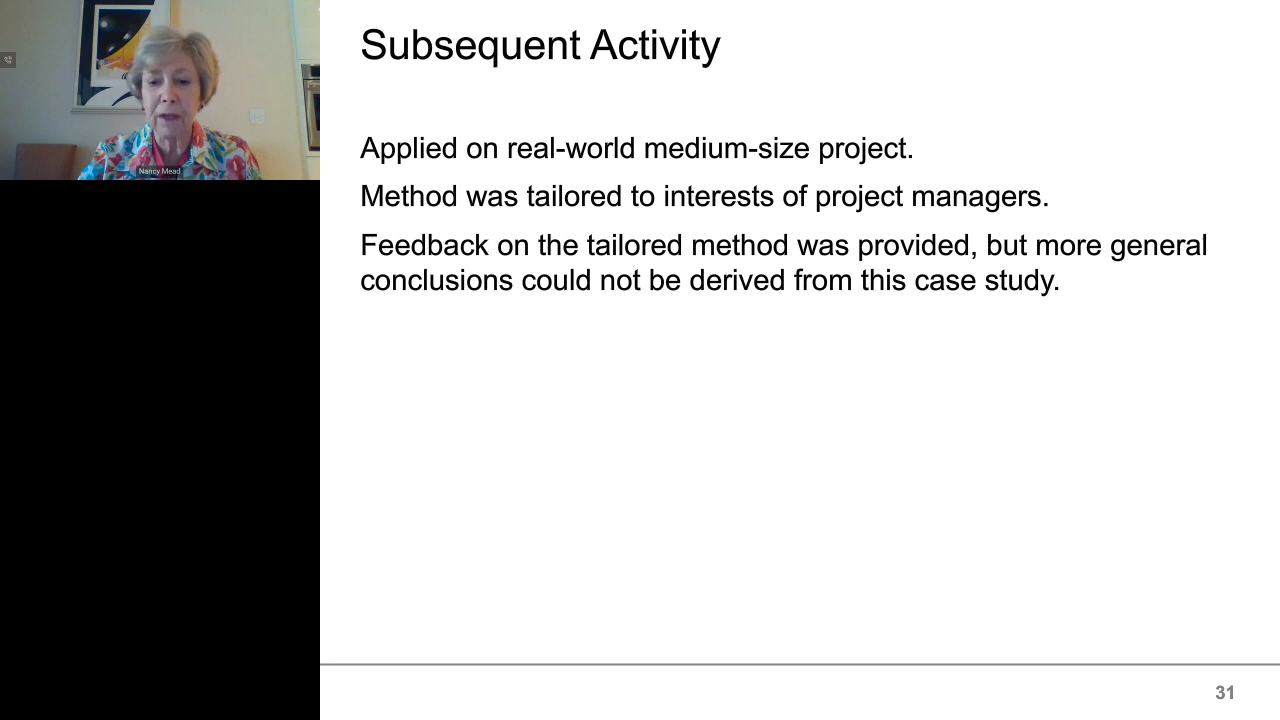 Subsequent Activity
Nancy Mead
Applied on real-world medium-size project.
Method was tailored to interests of project managers.
Feedback on the tailored method was provided, but more general
conclusions could not be derived from this case study.
31